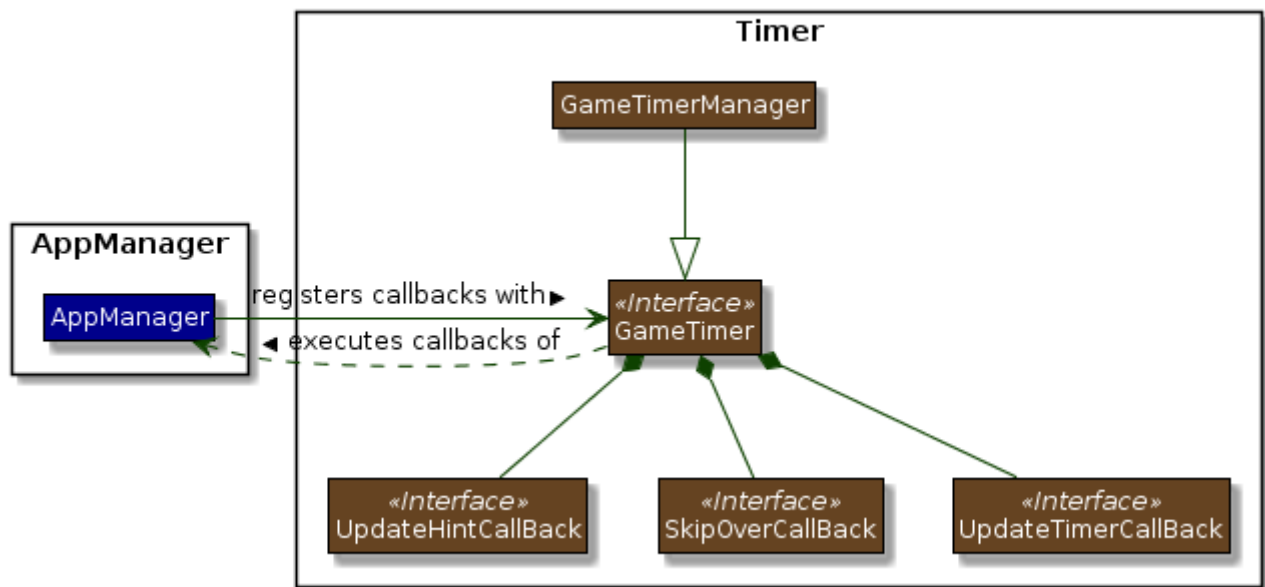 Timer
GameTimerManager
AppManager
AppManager
registers callbacks with ▶
◀ executes callbacks of
«Interface»
GameTimer
«Interface»
UpdateHintCallBack
«Interface»
SkipOverCallBack
«Interface»
UpdateTimerCallBack